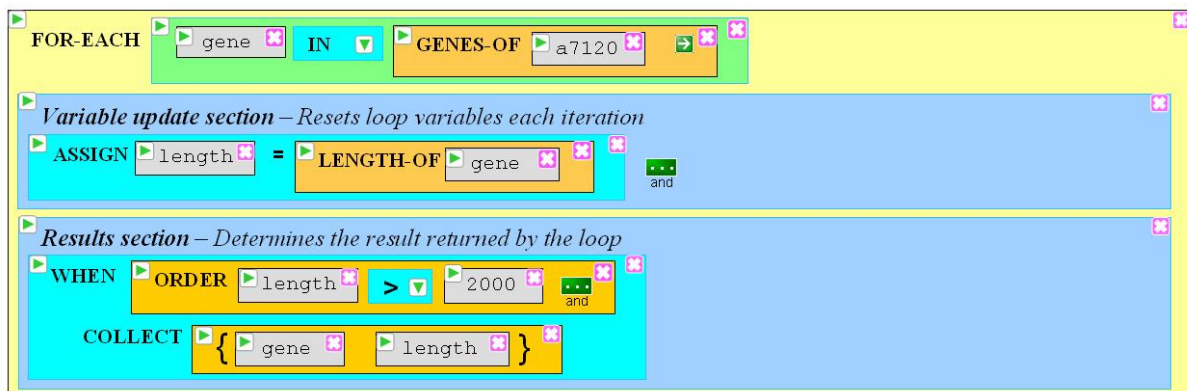 FOR-EACH gene IN GENES-OF a7120
Variable update section – Resets loop variables each iteration
ASSIGN length = LENGTH-OF gene ... and
Results section – Determines the result returned by the loop
WHEN ORDER length > 2000 ... and
COLLECT { gene length }